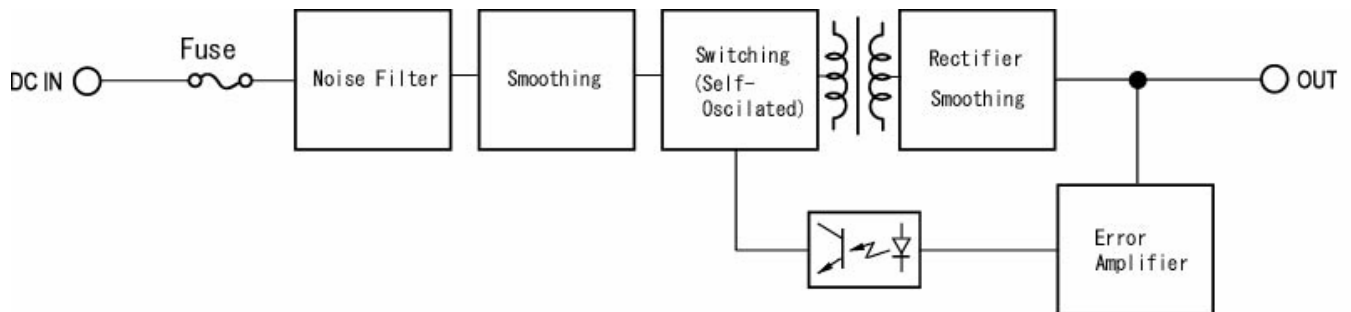 Fuse
DC IN
Noise Filter
Smoothing
Switching
(Self-
Oscilated)
Rectifier
Smoothing
OUT
Error
Amplifier